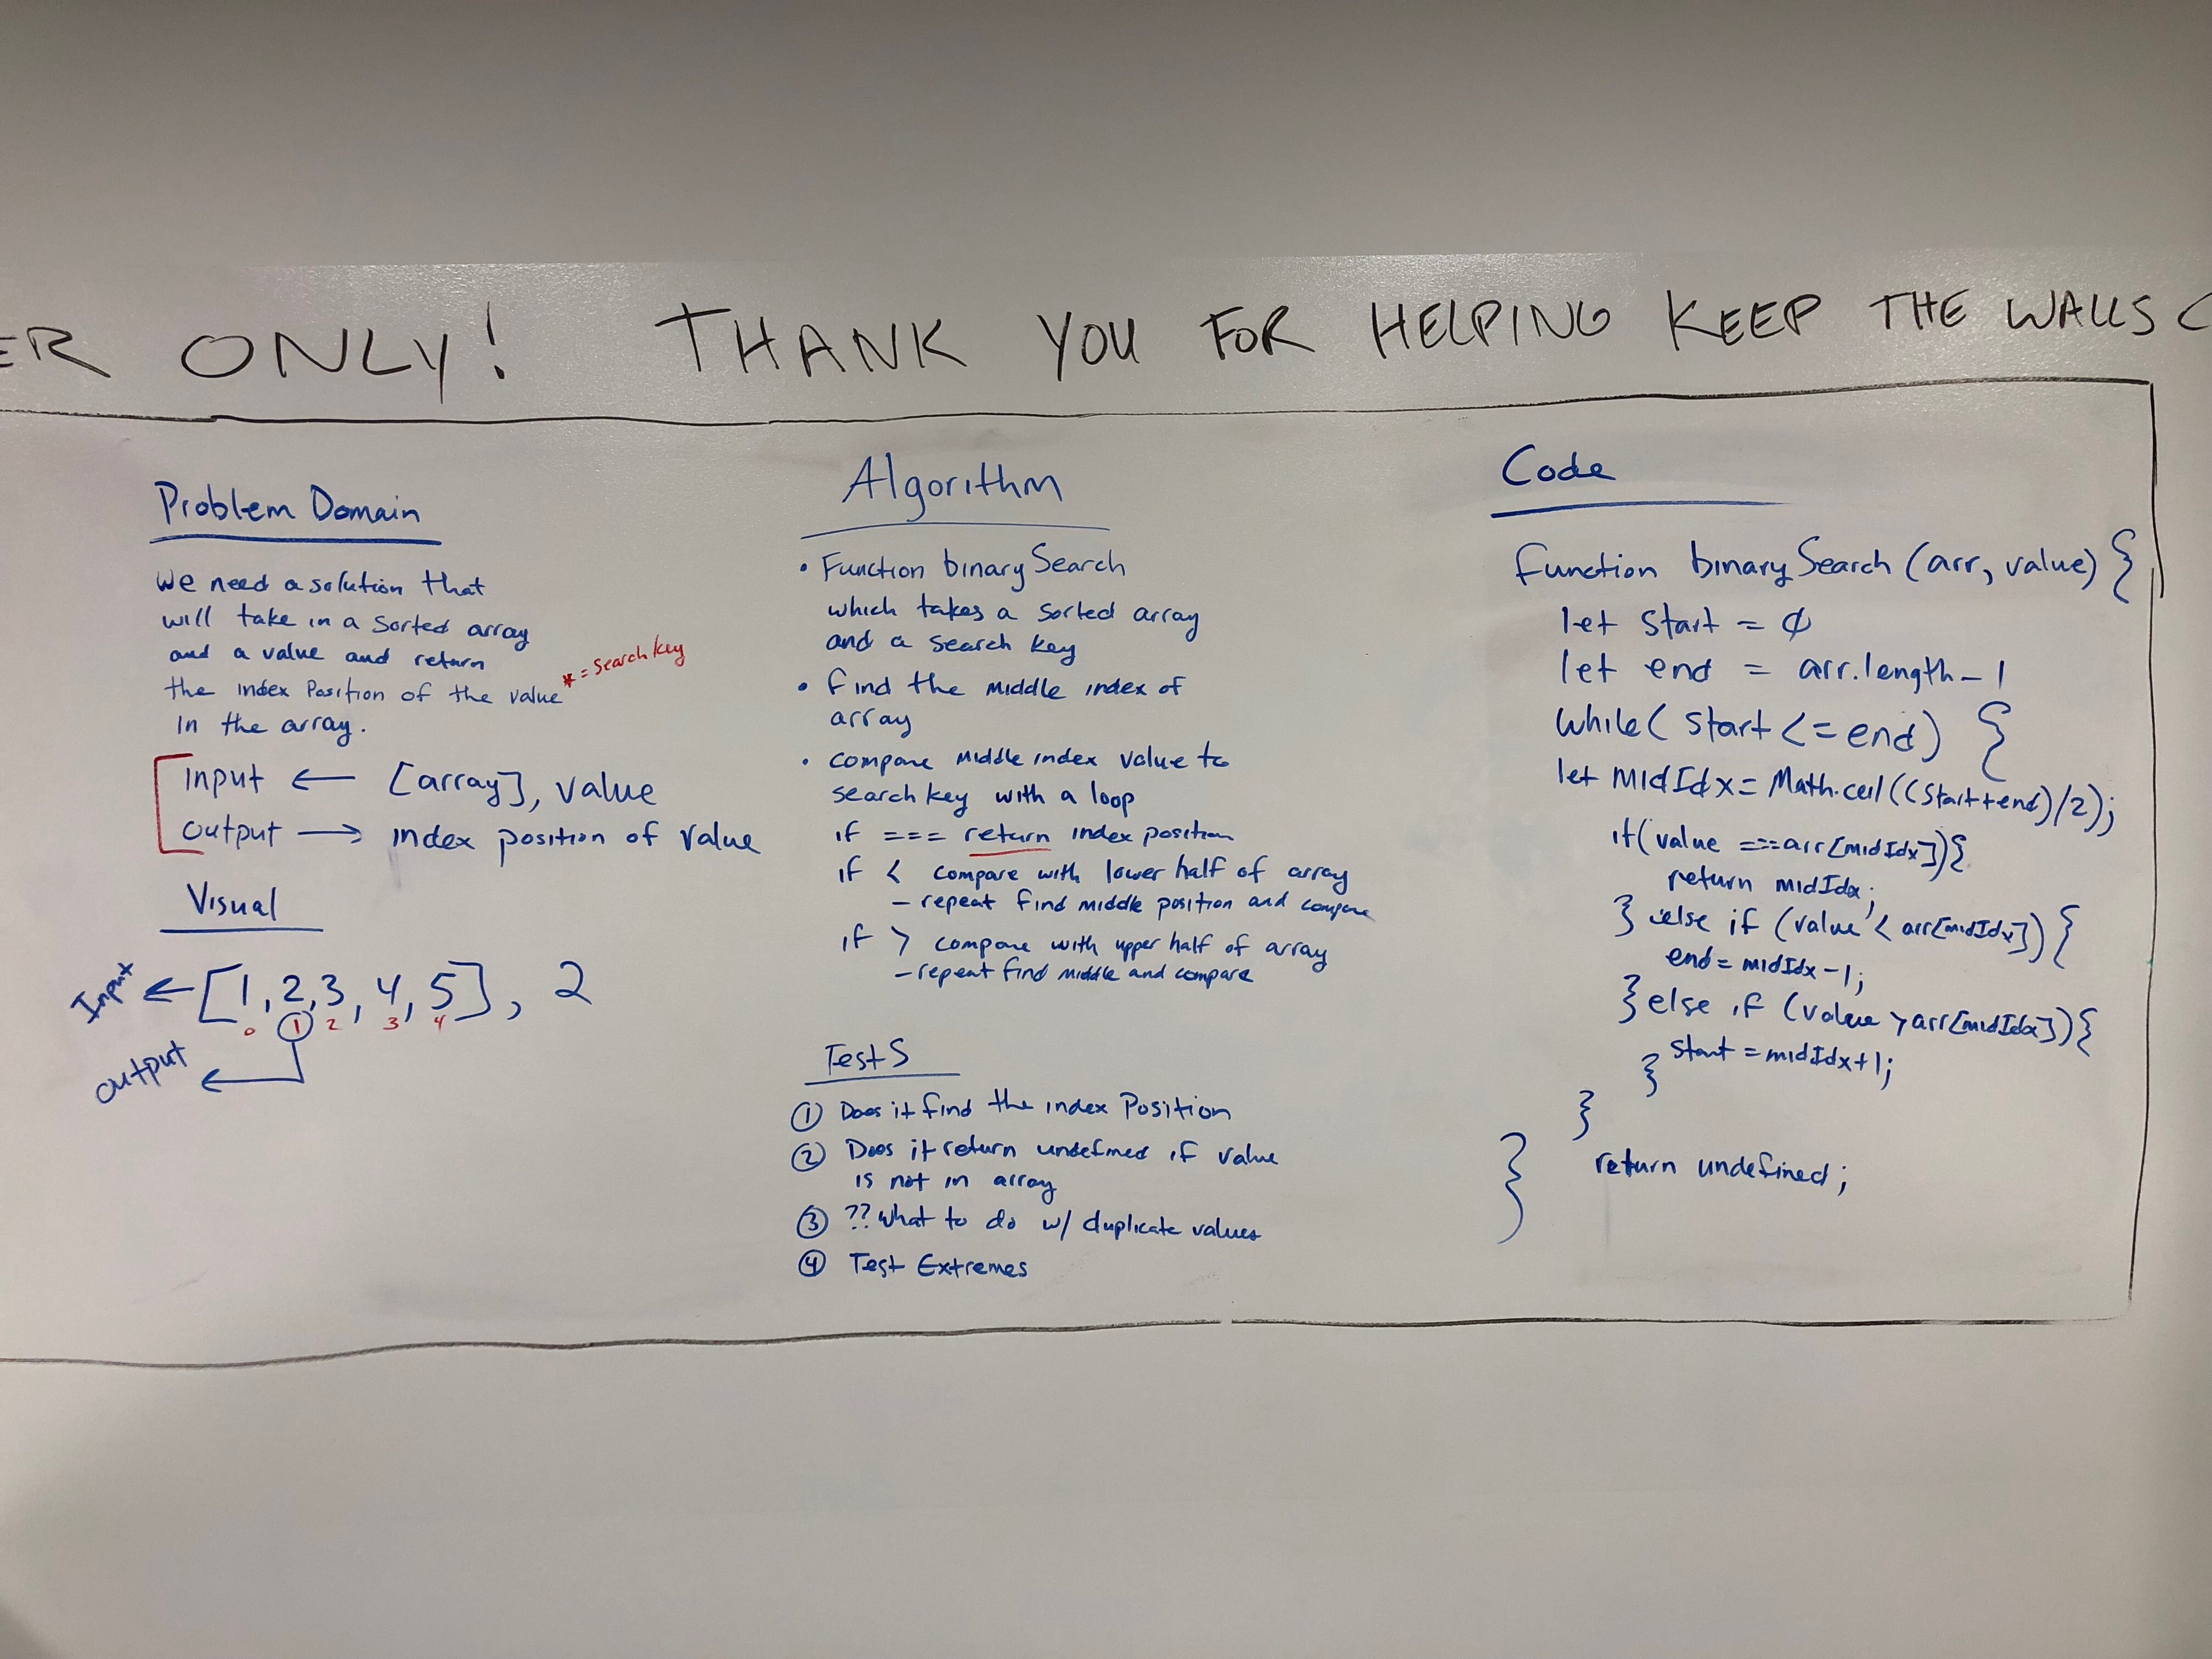 ER ONLY! THANK YOU FOR HELPING KEEP THE WALLS C
Problem Domain
We need a solution that
will take in a sorted array
and a value and return
the index Position of the value * = search key
in the array.
input ← [array], value
output → index position of value
Visual
Input ← [1, 2, 3, 4, 5], 2
0 1 2 3 4
output ←
Algorithm
• Function binarySearch
which takes a sorted array
and a search key
• find the middle index of
array
• compare middle index value to
search key with a loop
if === return index position
if < compare with lower half of array
- repeat find middle position and compare
if > compare with upper half of array
- repeat find middle and compare
Tests
① Does it find the index Position
② Does it return undefined if value
is not in array
③ ?? What to do w/ duplicate values
④ Test Extremes
Code
function binarySearch (arr, value) {
let start = 0
let end = arr.length - 1
while( start <= end) {
let midIdx = Math.ceil((start+end)/2);
if( value === arr[midIdx]){
return midIdx;
} else if (value < arr[midIdx]) {
end = midIdx - 1;
} else if (value > arr[midIdx]){
start = midIdx+1;
}
}
return undefined;
}